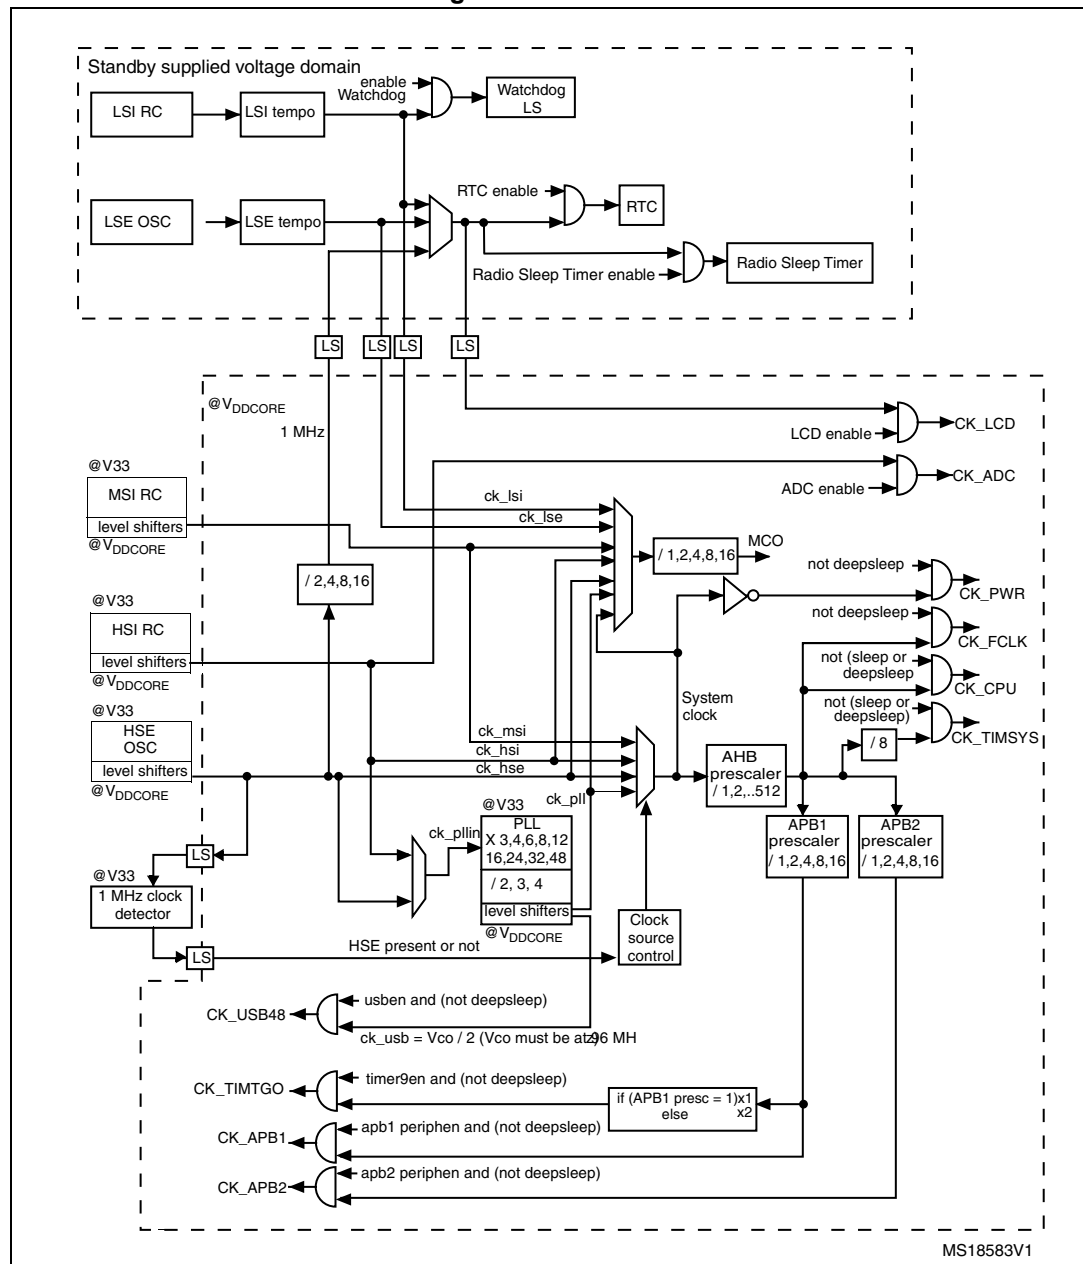 Standby supplied voltage domain
enable
Watchdog
Watchdog
LS
LSI RC
LSI tempo
RTC enable
RTC
LSE OSC
LSE tempo
Radio Sleep Timer enable
Radio Sleep Timer
LS
LS
LS
LS
@VDDCORE
1 MHz
LCD enable
CK_LCD
ADC enable
CK_ADC
@V33
MSI RC
level shifters
@VDDCORE
ck_lsi
ck_lse
/ 1,2,4,8,16
MCO
/ 2,4,8,16
not deepsleep
CK_PWR
@V33
HSI RC
level shifters
@VDDCORE
not deepsleep
CK_FCLK
not (sleep or
deepsleep
CK_CPU
not (sleep or
deepsleep)
CK_TIMSYS
System
clock
/ 8
@V33
HSE
OSC
level shifters
@VDDCORE
ck_msi
ck_hsi
ck_hse
ck_pll
AHB
prescaler
/ 1,2,..512
APB1
prescaler
/ 1,2,4,8,16
APB2
prescaler
/ 1,2,4,8,16
@V33
ck_pllin
PLL
X 3,4,6,8,12
16,24,32,48
/ 2, 3, 4
level shifters
@VDDCORE
LS
@V33
1 MHz clock
detector
LS
HSE present or not
Clock
source
control
CK_USB48
usben and (not deepsleep)
ck_usb = Vco / 2 (Vco must be atz)96 MH
CK_TIMTGO
timer9en and (not deepsleep)
if (APB1 presc = 1)x1
else x2
CK_APB1
apb1 periphen and (not deepsleep)
CK_APB2
apb2 periphen and (not deepsleep)
MS18583V1